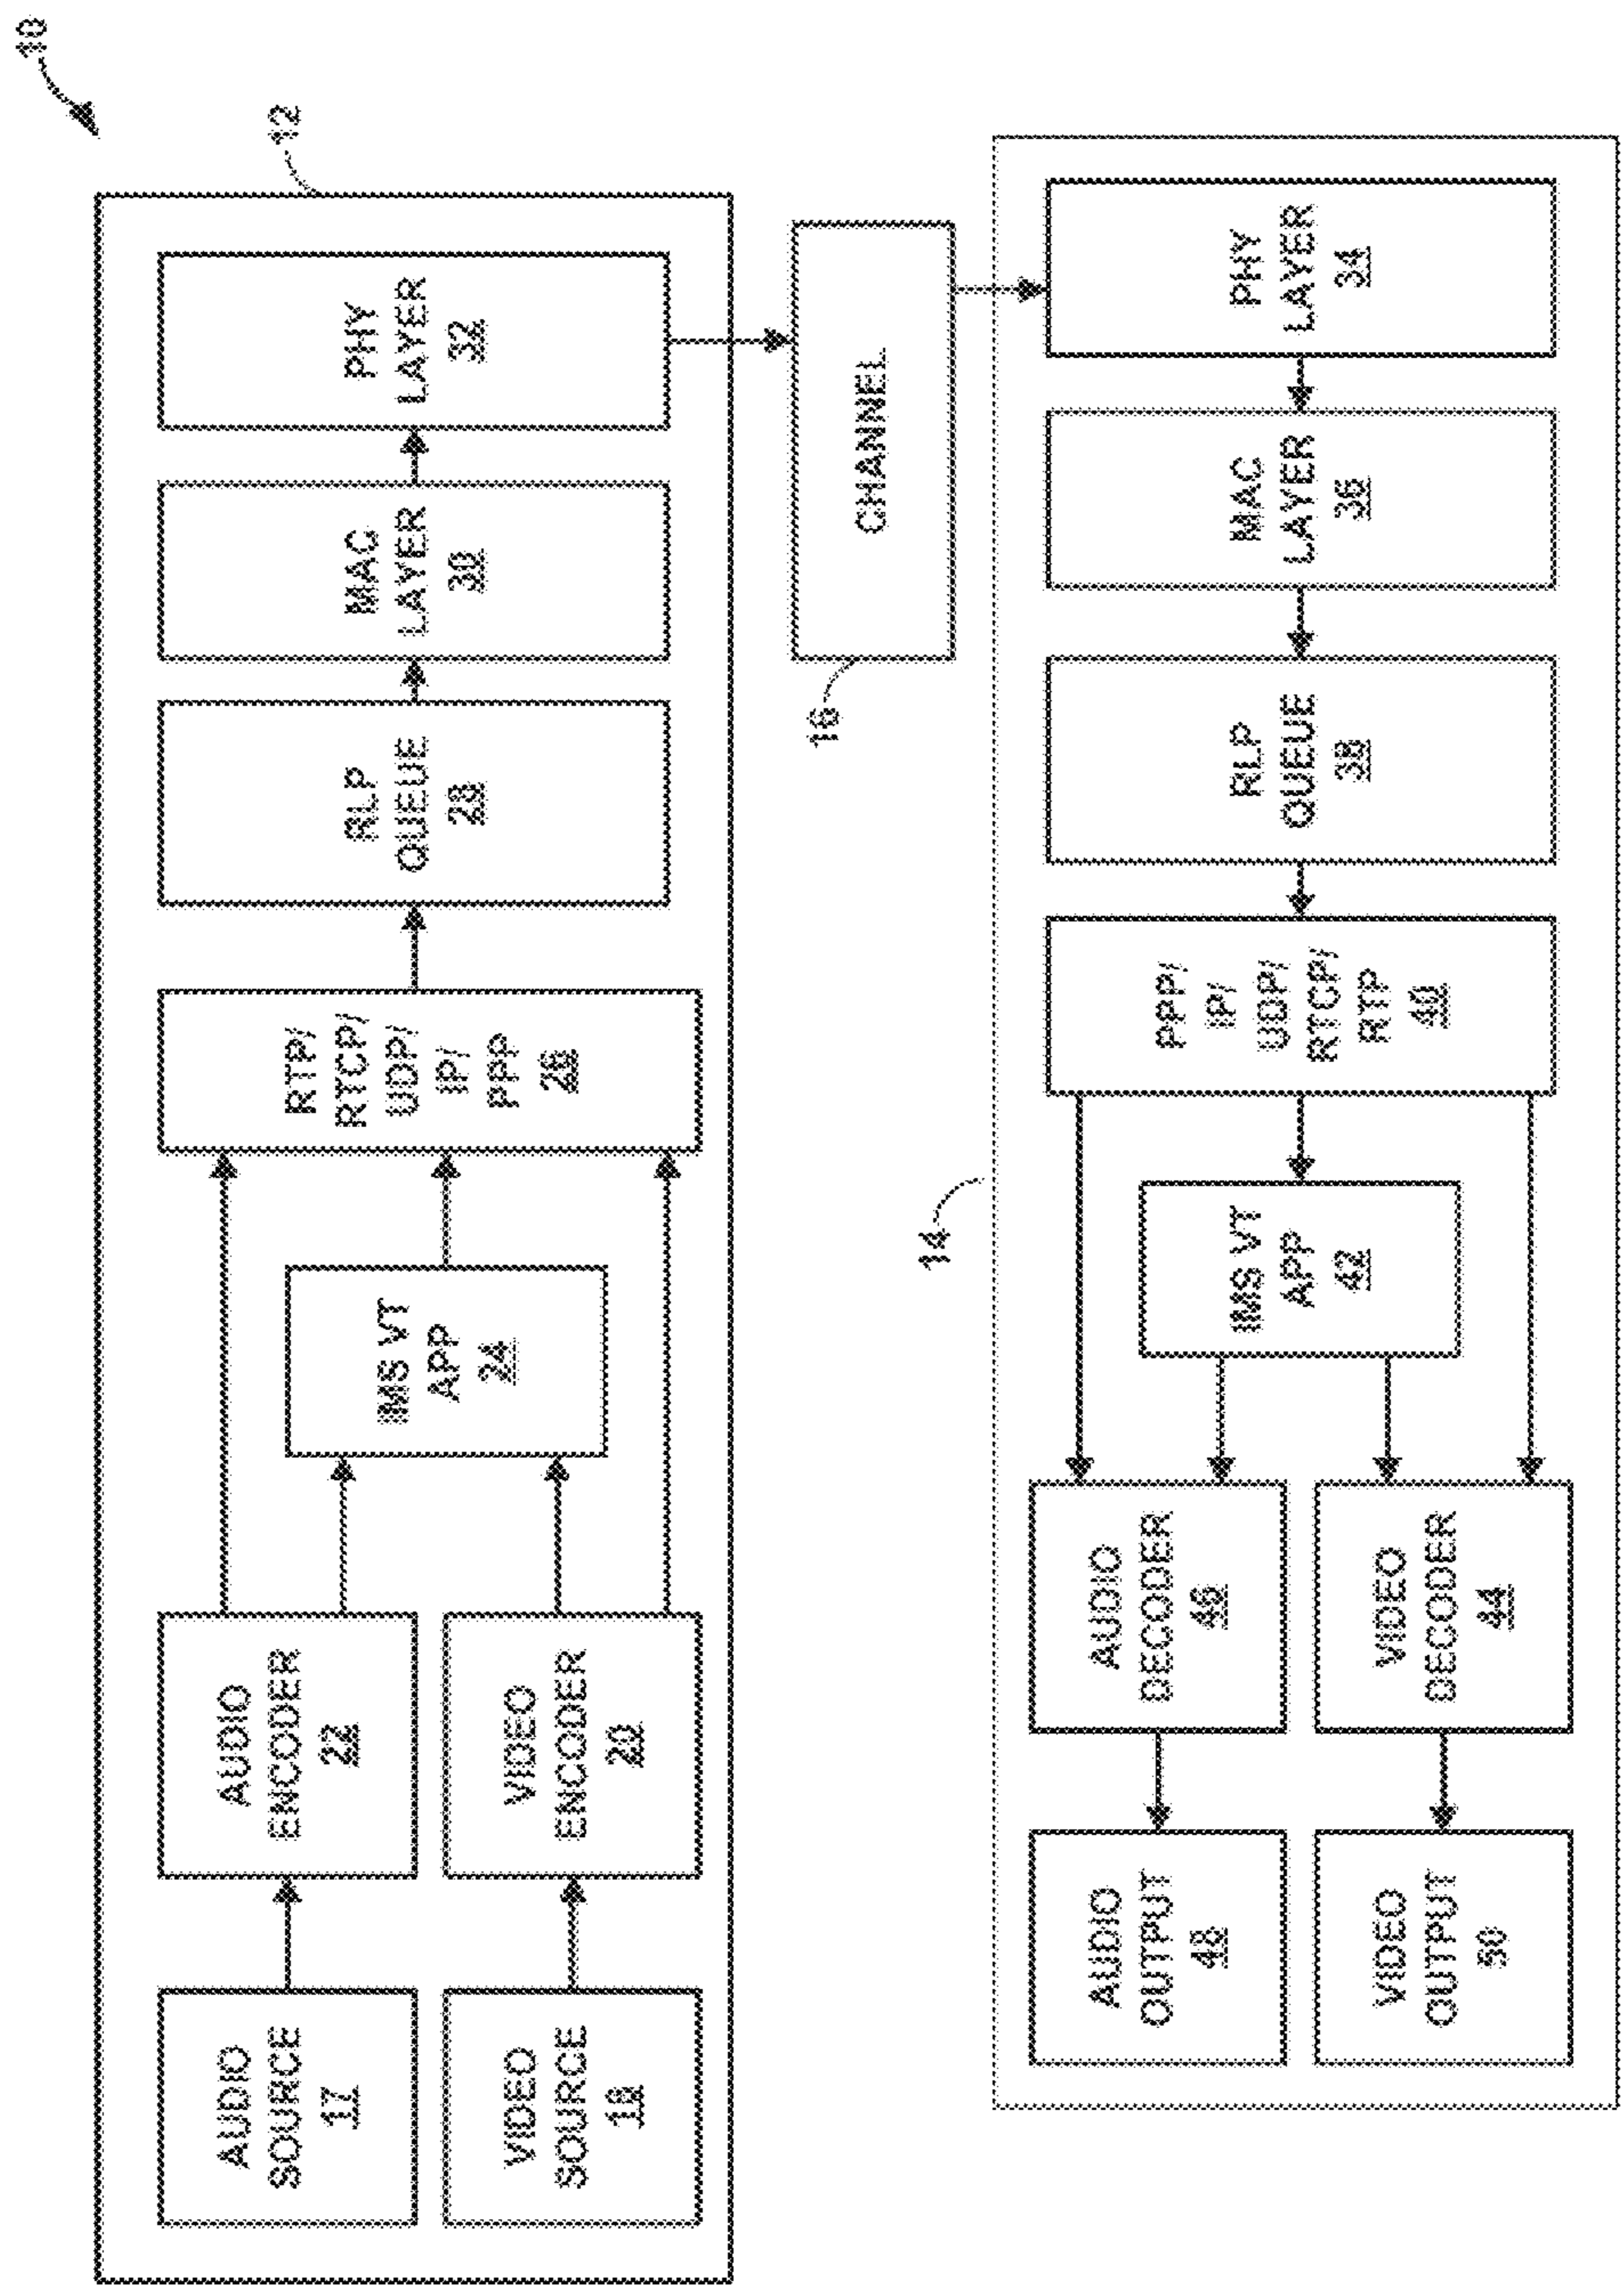 10
12
AUDIO
SOURCE
17
AUDIO
ENCODER
22
VIDEO
SOURCE
18
VIDEO
ENCODER
20
IMS VT
APP
24
RTP/
RTCP/
UDP/
IP/
PPP
26
RLP
QUEUE
28
MAC
LAYER
30
PHY
LAYER
32
16
CHANNEL
14
AUDIO
OUTPUT
48
AUDIO
DECODER
46
VIDEO
OUTPUT
50
VIDEO
DECODER
44
IMS VT
APP
42
PPP/
IP/
UDP/
RTCP/
RTP
40
RLP
QUEUE
38
MAC
LAYER
36
PHY
LAYER
34